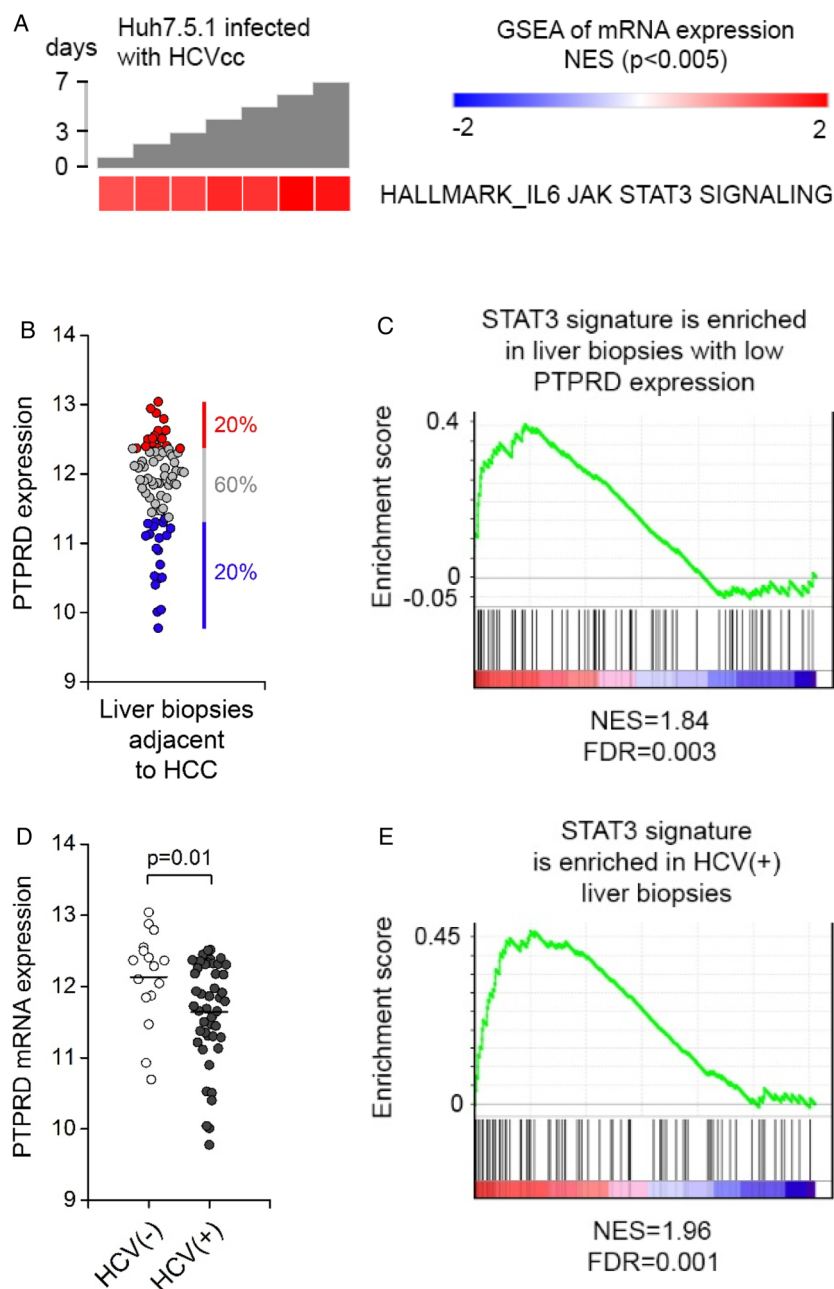 A
Huh7.5.1 infected
with HCVcc
days
7
3
0
GSEA of mRNA expression
NES (p<0.005)
-2
2
HALLMARK_IL6 JAK STAT3 SIGNALING
B
PTPRD expression
14
13
12
11
10
9
20%
60%
20%
Liver biopsies
adjacent
to HCC
C
STAT3 signature is enriched
in liver biopsies with low
PTPRD expression
Enrichment score
0.4
0
-0.05
NES=1.84
FDR=0.003
D
PTPRD mRNA expression
14
13
12
11
10
9
p=0.01
HCV(-)
HCV(+)
E
STAT3 signature
is enriched in HCV(+)
liver biopsies
Enrichment score
0.45
0
NES=1.96
FDR=0.001